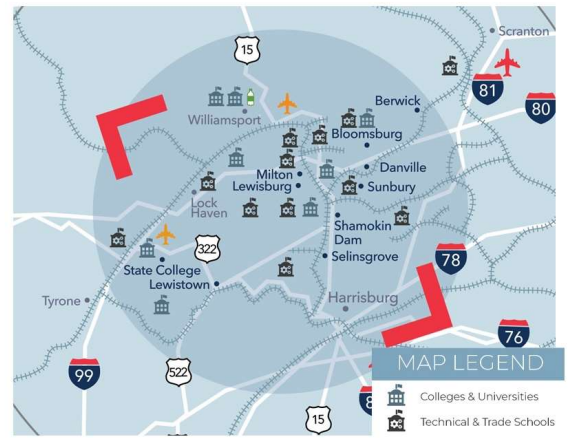 15
Scranton
81
80
Berwick
Williamsport
Bloomsburg
Danville
Milton
Lewisburg
Sunbury
Lock
Haven
Shamokin
Dam
322
State College
Selinsgrove
78
Lewistown
Tyrone
Harrisburg
76
99
522
15
MAP LEGEND
Colleges & Universities
Technical & Trade Schools